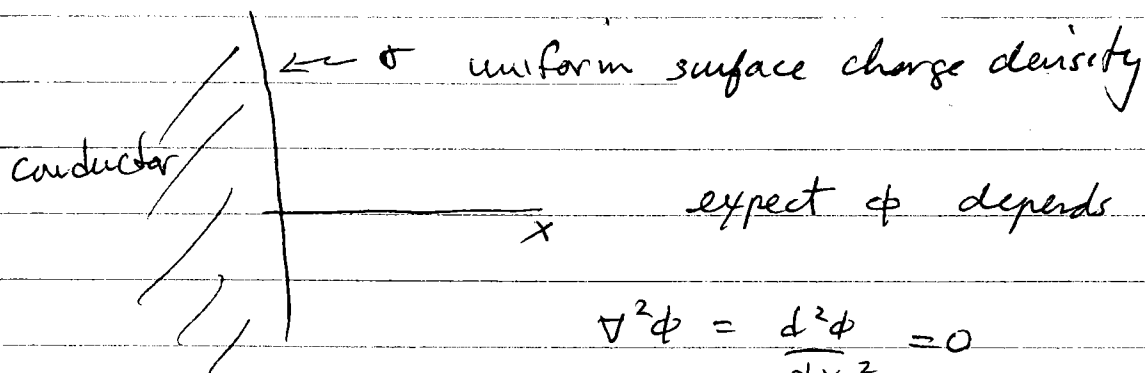 ← σ uniform surface charge density
conductor
expect ϕ depends
x
∇²ϕ = d²ϕ/dx² = 0